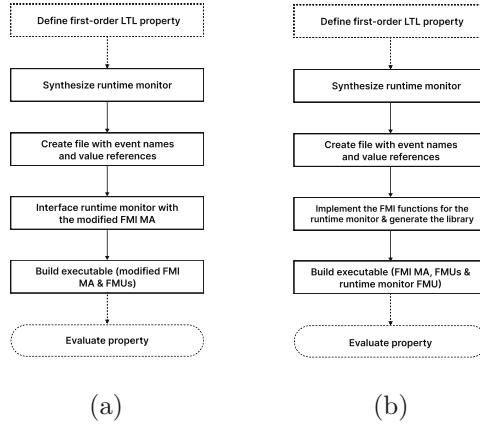 Define first-order LTL property
Synthesize runtime monitor
Create file with event names
and value references
Interface runtime monitor with
the modified FMI MA
Build executable (modified FMI
MA & FMUs)
Evaluate property
(a)
Define first-order LTL property
Synthesize runtime monitor
Create file with event names
and value references
Implement the FMI functions for the
runtime monitor & generate the library
Build executable (FMI MA, FMUs &
runtime monitor FMU)
Evaluate property
(b)